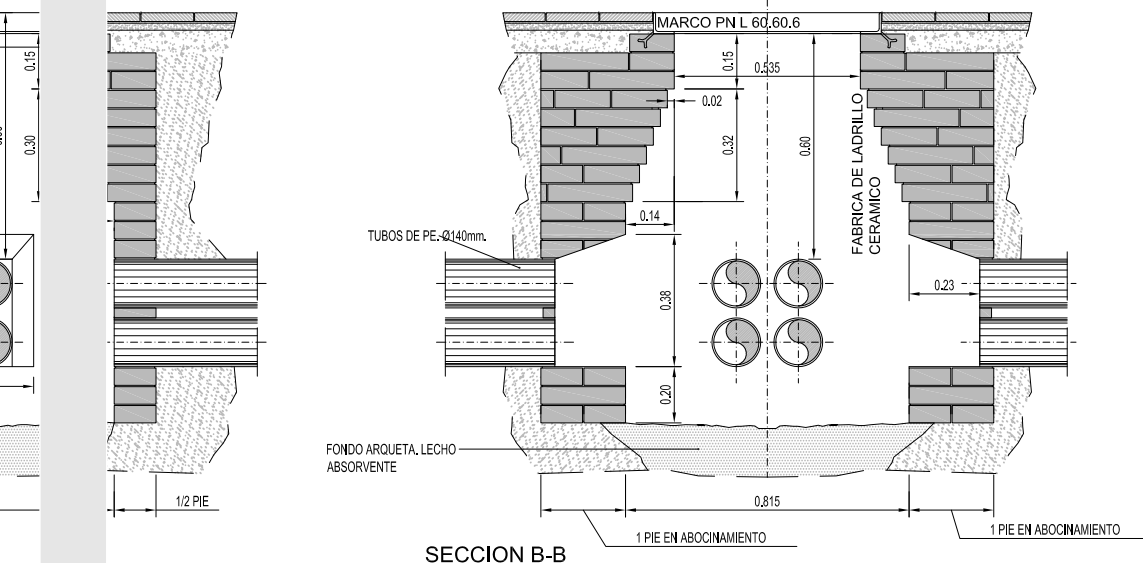 MARCO PN L 60.60.6
0.15
0.15
0.535
0.02
0.30
0.32
0.60
FABRICA DE LADRILLO
CERAMICO
0.14
TUBOS DE PE. Ø140mm.
0.38
0.23
0.20
FONDO ARQUETA. LECHO
ABSORVENTE
1/2 PIE
0.815
1 PIE EN ABOCINAMIENTO
1 PIE EN ABOCINAMIENTO
SECCION B-B